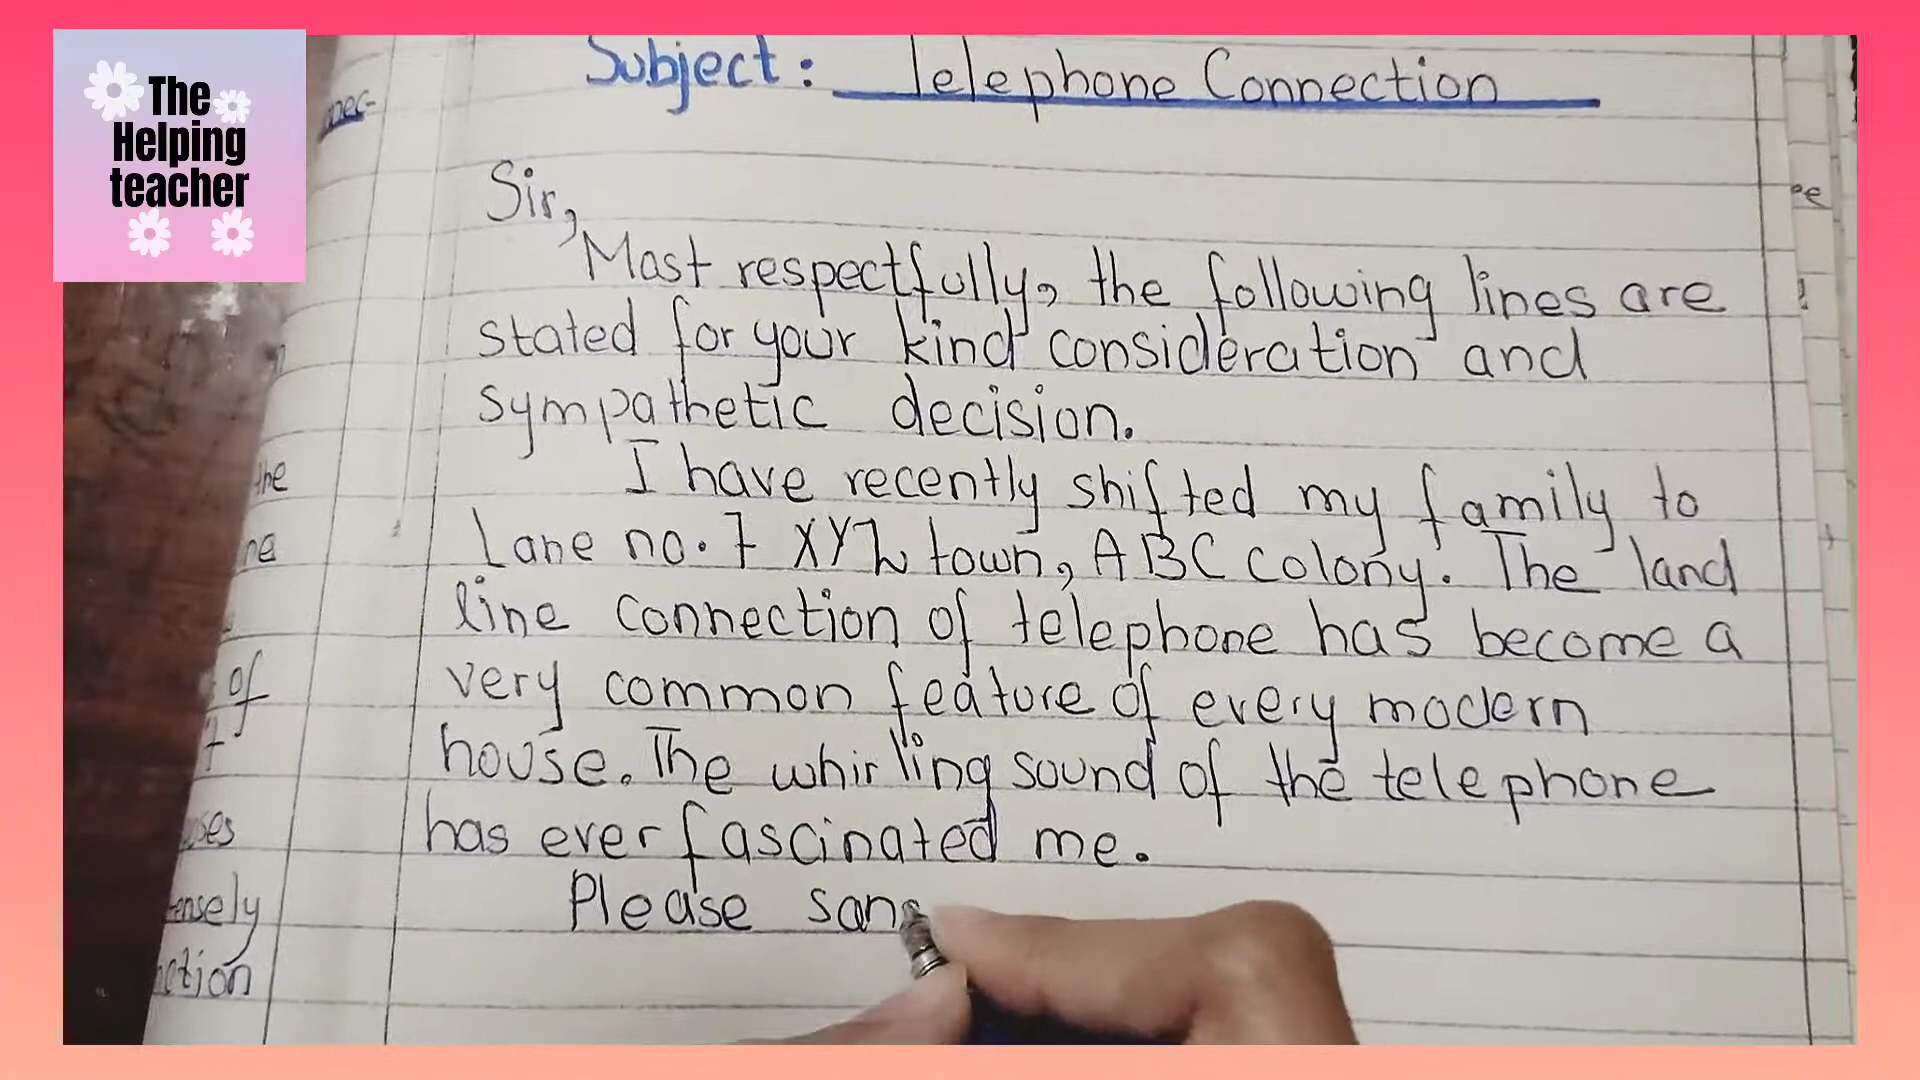 The
Helping
teacher
Subject: Telephone Connection
Sir,
Most respectfully, the following lines are
stated for your kind consideration and
sympathetic decision.
I have recently shifted my family to
Lane no. 7 XYZ town, ABC colony. The land
line connection of telephone has become a
very common feature of every modern
house. The whirling sound of the telephone
has ever fascinated me.
Please san
the
of